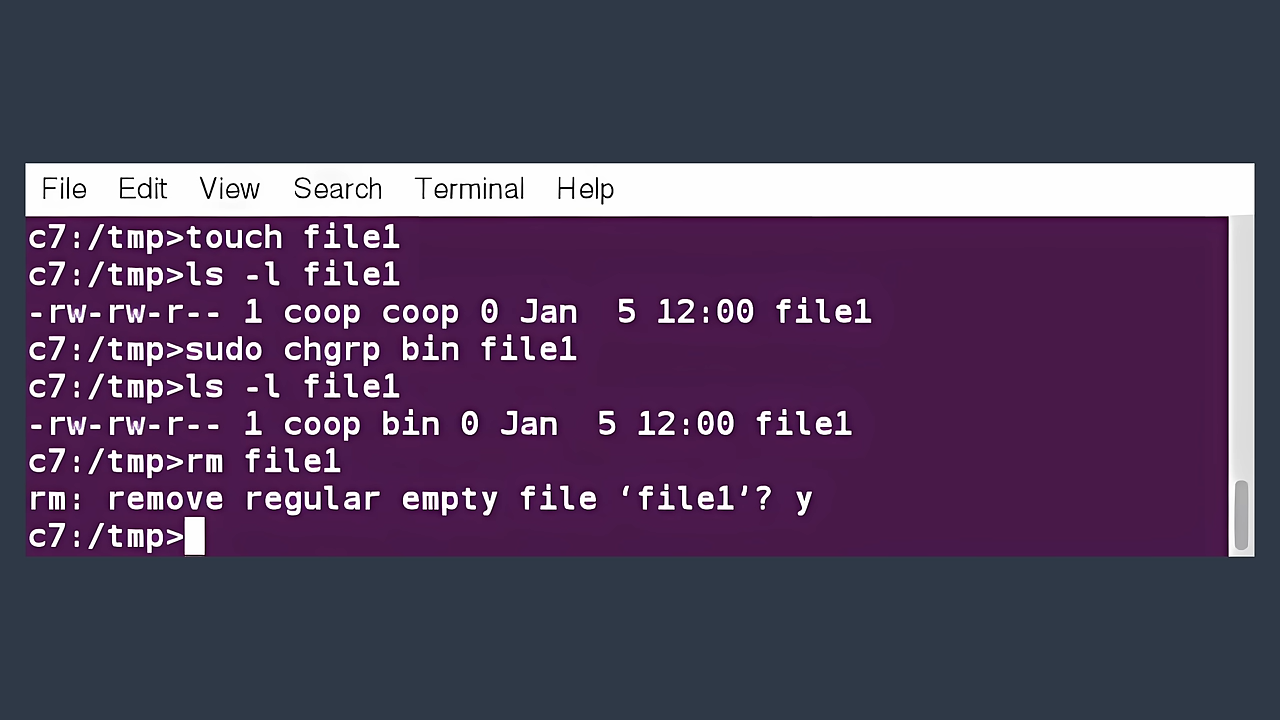 File Edit View Search Terminal Help
c7:/tmp>touch file1
c7:/tmp>ls -l file1
-rw-rw-r-- 1 coop coop 0 Jan  5 12:00 file1
c7:/tmp>sudo chgrp bin file1
c7:/tmp>ls -l file1
-rw-rw-r-- 1 coop bin 0 Jan  5 12:00 file1
c7:/tmp>rm file1
rm: remove regular empty file ‘file1’? y
c7:/tmp>